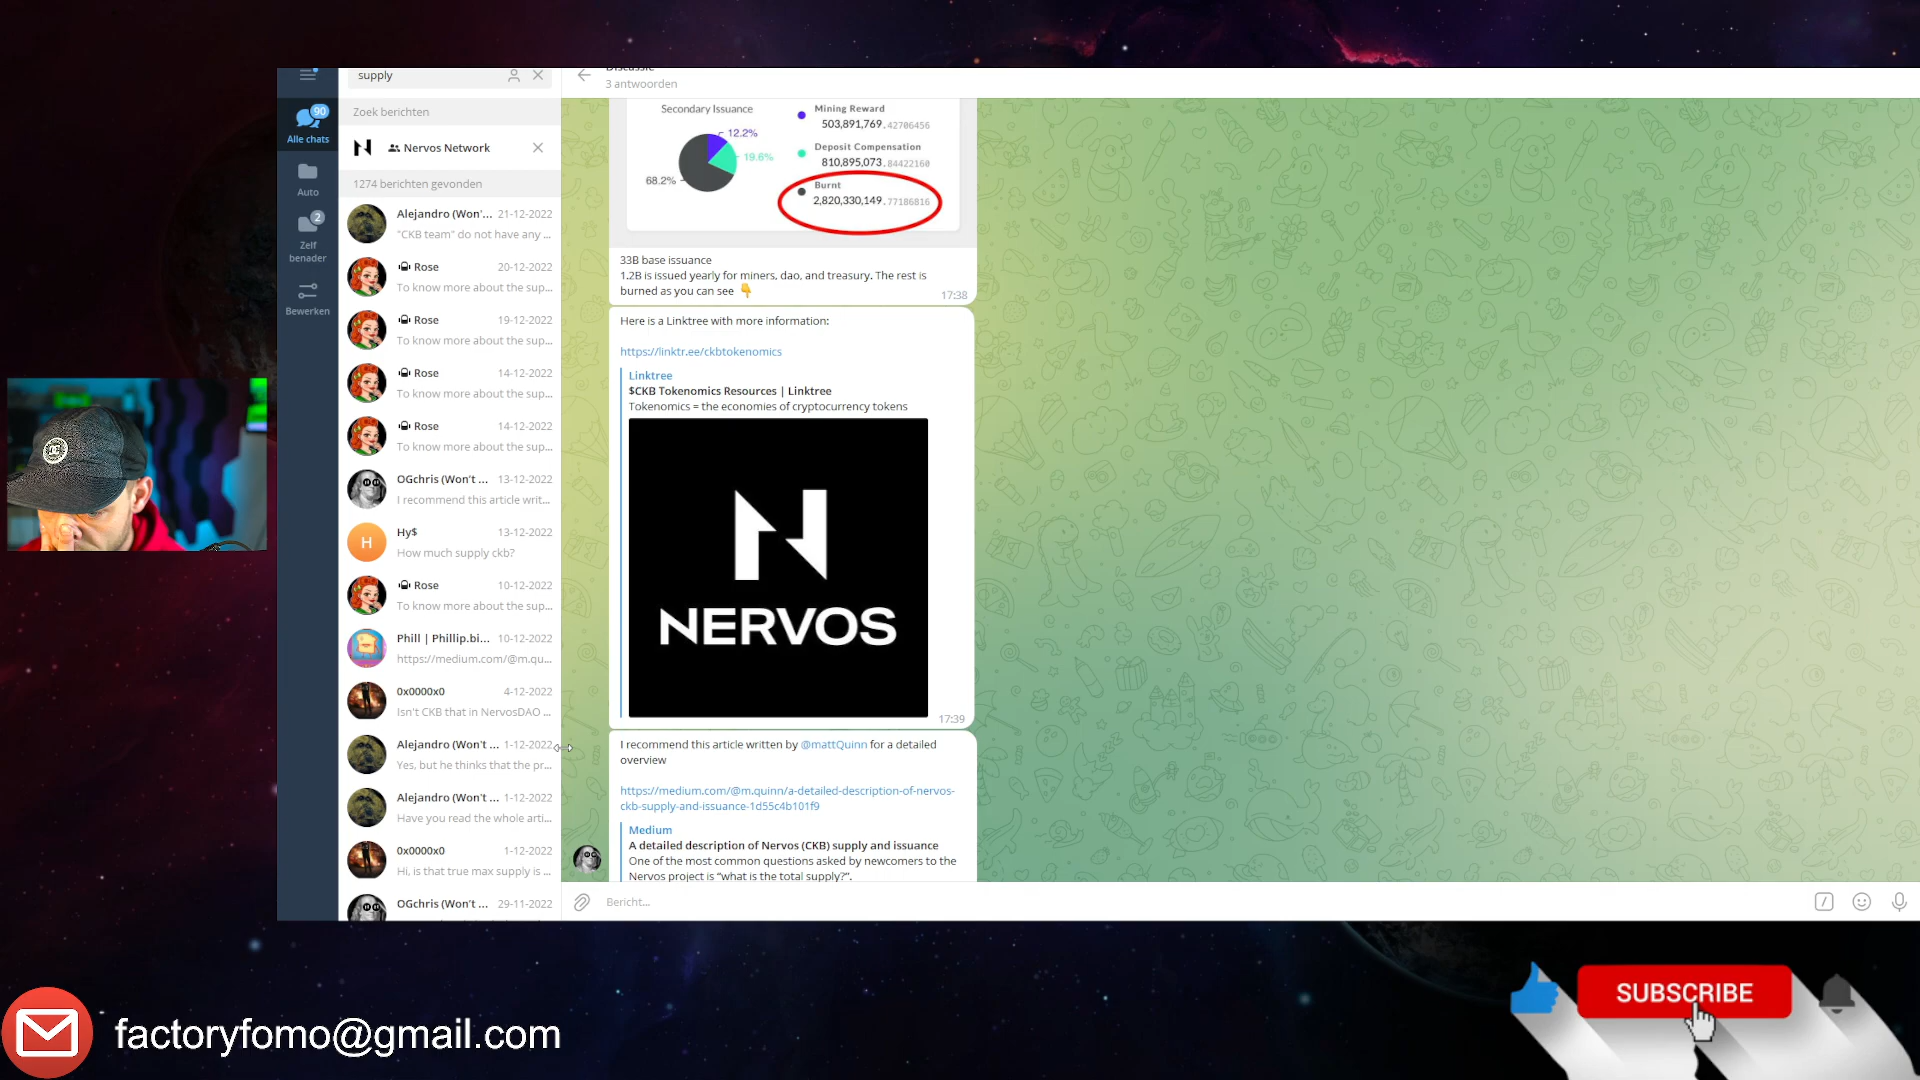 supply
Zoek berichten
Nervos Network
1274 berichten gevonden
90
Alle chats
Auto
2
Zelf
benader
Bewerken
Alejandro (Won'... 21-12-2022
"CKB team" do not have any ...
Rose 20-12-2022
To know more about the sup...
Rose 19-12-2022
To know more about the sup...
Rose 14-12-2022
To know more about the sup...
Rose 14-12-2022
To know more about the sup...
OGchris (Won't ... 13-12-2022
I recommend this article writ...
H
Hy$ 13-12-2022
How much supply ckb?
Rose 10-12-2022
To know more about the sup...
Phill | Phillip.bi... 10-12-2022
https://medium.com/@m.qu...
0x0000x0 4-12-2022
Isn't CKB that in NervosDAO ...
Alejandro (Won't ... 1-12-2022
Yes, but he thinks that the pr...
Alejandro (Won't ... 1-12-2022
Have you read the whole arti...
0x0000x0 1-12-2022
Hi, is that true max supply is ...
OGchris (Won't ... 29-11-2022
3 antwoorden
Secondary Issuance
12.2%
19.6%
68.2%
Mining Reward
503,891,769.42706456
Deposit Compensation
810,895,073.84422160
Burnt
2,820,330,149.77186816
33B base issuance
1.2B is issued yearly for miners, dao, and treasury. The rest is
burned as you can see
17:38
Here is a Linktree with more information:
https://linktr.ee/ckbtokenomics
Linktree
$CKB Tokenomics Resources | Linktree
Tokenomics = the economies of cryptocurrency tokens
NERVOS
17:39
I recommend this article written by @mattQuinn for a detailed
overview
https://medium.com/@m.quinn/a-detailed-description-of-nervos-
ckb-supply-and-issuance-1d55c4b101f9
Medium
A detailed description of Nervos (CKB) supply and issuance
One of the most common questions asked by newcomers to the
Nervos project is “what is the total supply?”.
Bericht...
factoryfomo@gmail.com
SUBSCRIBE